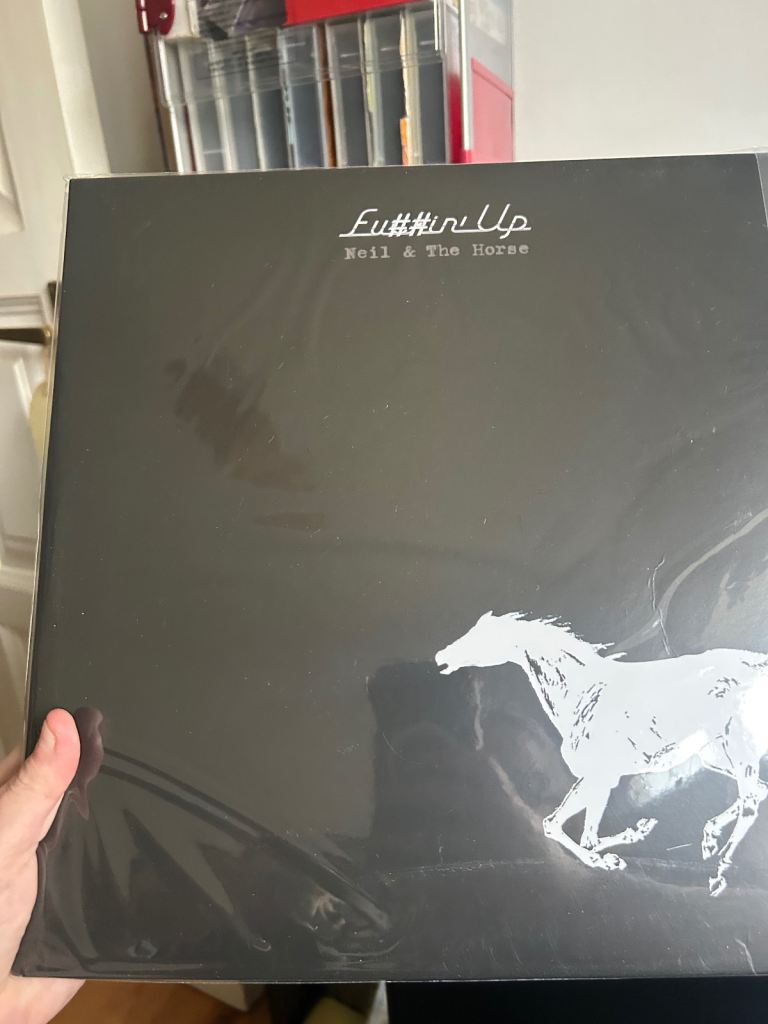 Fu##in' Up
Neil & The Horse